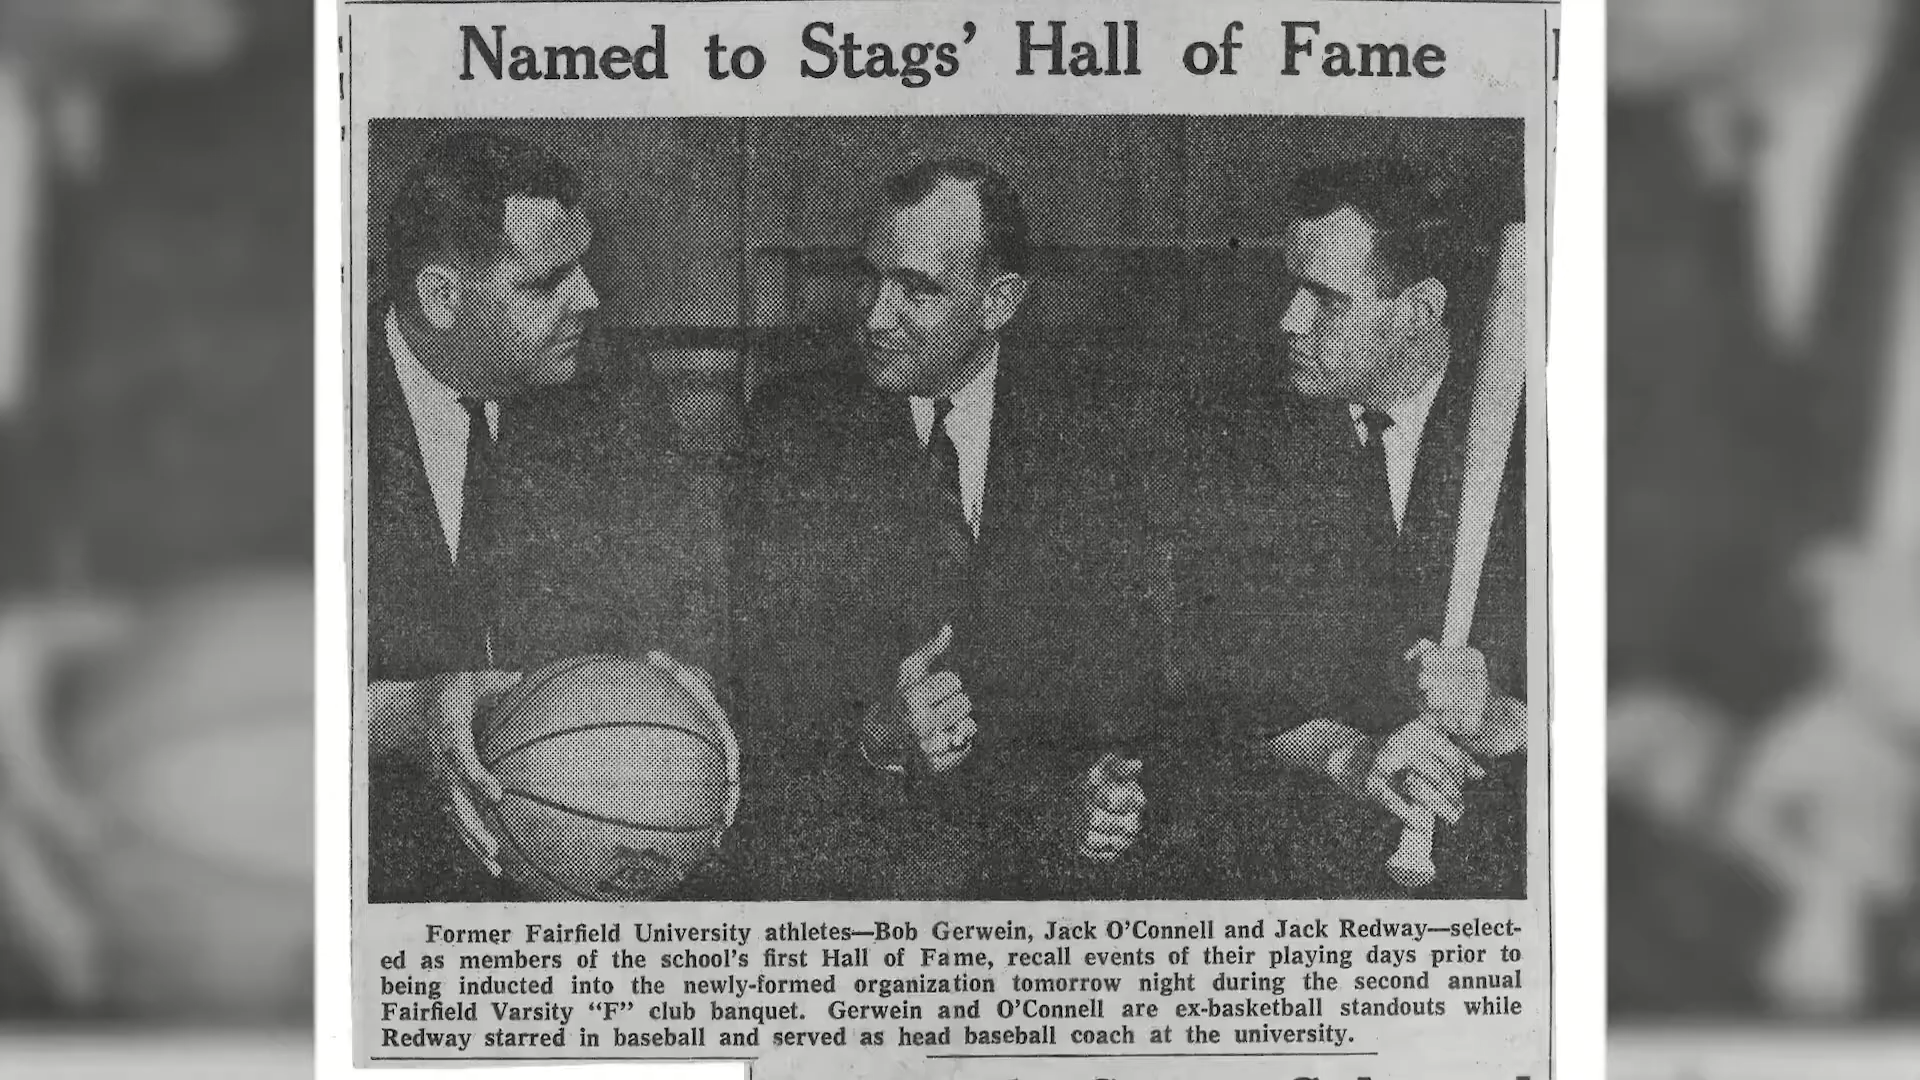 Named to Stags' Hall of Fame
Former Fairfield University athletes—Bob Gerwein, Jack O'Connell and Jack Redway—select-
ed as members of the school's first Hall of Fame, recall events of their playing days prior to
being inducted into the newly-formed organization tomorrow night during the second annual
Fairfield Varsity "F" club banquet. Gerwein and O'Connell are ex-basketball standouts while
Redway starred in baseball and served as head baseball coach at the university.